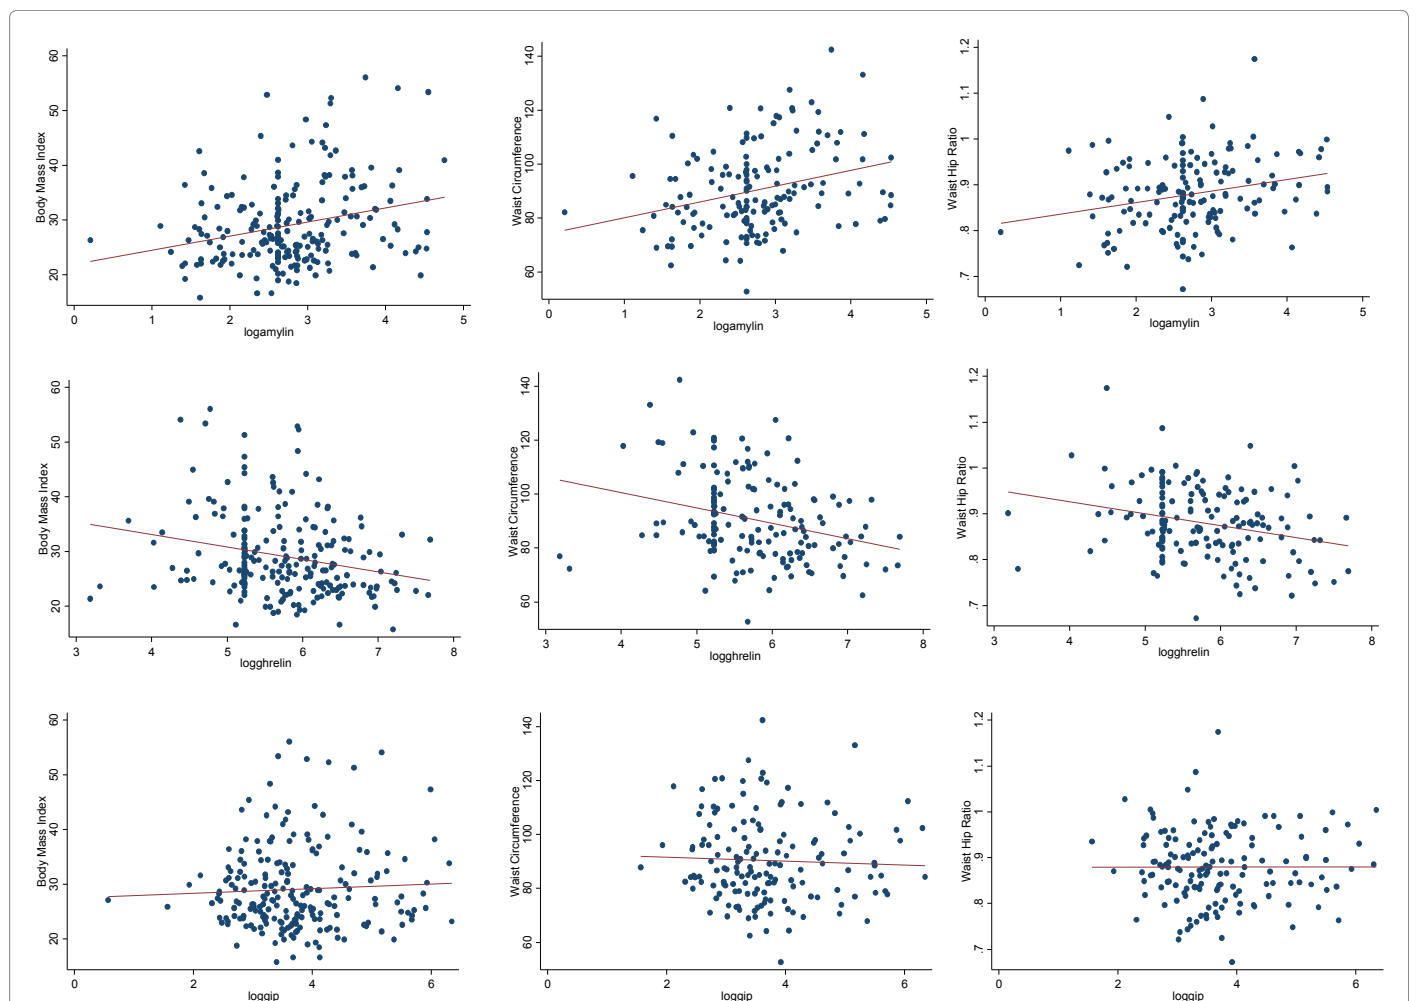 Body Mass Index
60
50
40
30
20
0 1 2 3 4 5
logamylin
Waist Circumference
140
120
100
80
60
0 1 2 3 4 5
logamylin
Waist Hip Ratio
1.2
1.1
1
.9
.8
.7
0 1 2 3 4 5
logamylin
Body Mass Index
60
50
40
30
20
3 4 5 6 7 8
logghrelin
Waist Circumference
140
120
100
80
60
3 4 5 6 7 8
logghrelin
Waist Hip Ratio
1.2
1.1
1
.9
.8
.7
3 4 5 6 7 8
logghrelin
Body Mass Index
60
50
40
30
20
0 2 4 6
loggip
Waist Circumference
140
120
100
80
60
0 2 4 6
loggip
Waist Hip Ratio
1.2
1.1
1
.9
.8
.7
0 2 4 6
loggip